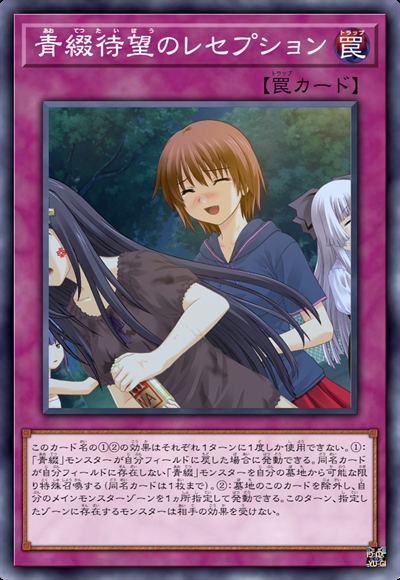 青綴待望のレセプション 罠
【罠カード】
このカード名の①②の効果はそれぞれ1ターンに1度しか使用できない。①:
「青綴」モンスターが自分フィールドに戻した場合に発動できる。同名カード
が自分フィールドに存在しない「青綴」モンスターを自分の墓地から可能な限
り特殊召喚する(同名カードは1枚まで)。②:墓地のこのカードを除外し、自
分のメインモンスターゾーンを1ヵ所指定して発動できる。このターン、指定し
たゾーンに存在するモンスターは相手の効果を受けない。